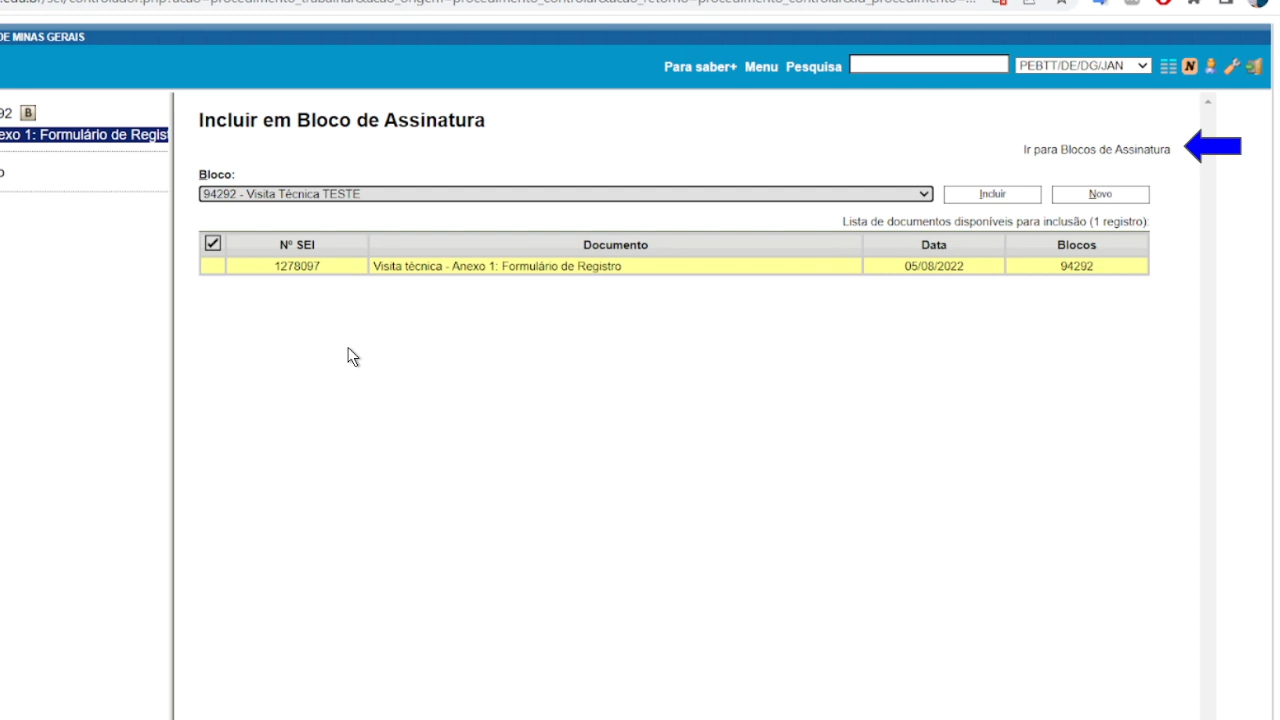 DE MINAS GERAIS
Para saber+ Menu Pesquisa PEBTT/DE/DG/JAN N
92 B
exo 1: Formulário de Regist
o
Incluir em Bloco de Assinatura
Ir para Blocos de Assinatura
Bloco:
94292 - Visita Técnica TESTE Incluir Novo
Lista de documentos disponíveis para inclusão (1 registro):
Nº SEI Documento Data Blocos
1278097 Visita técnica - Anexo 1: Formulário de Registro 05/08/2022 94292